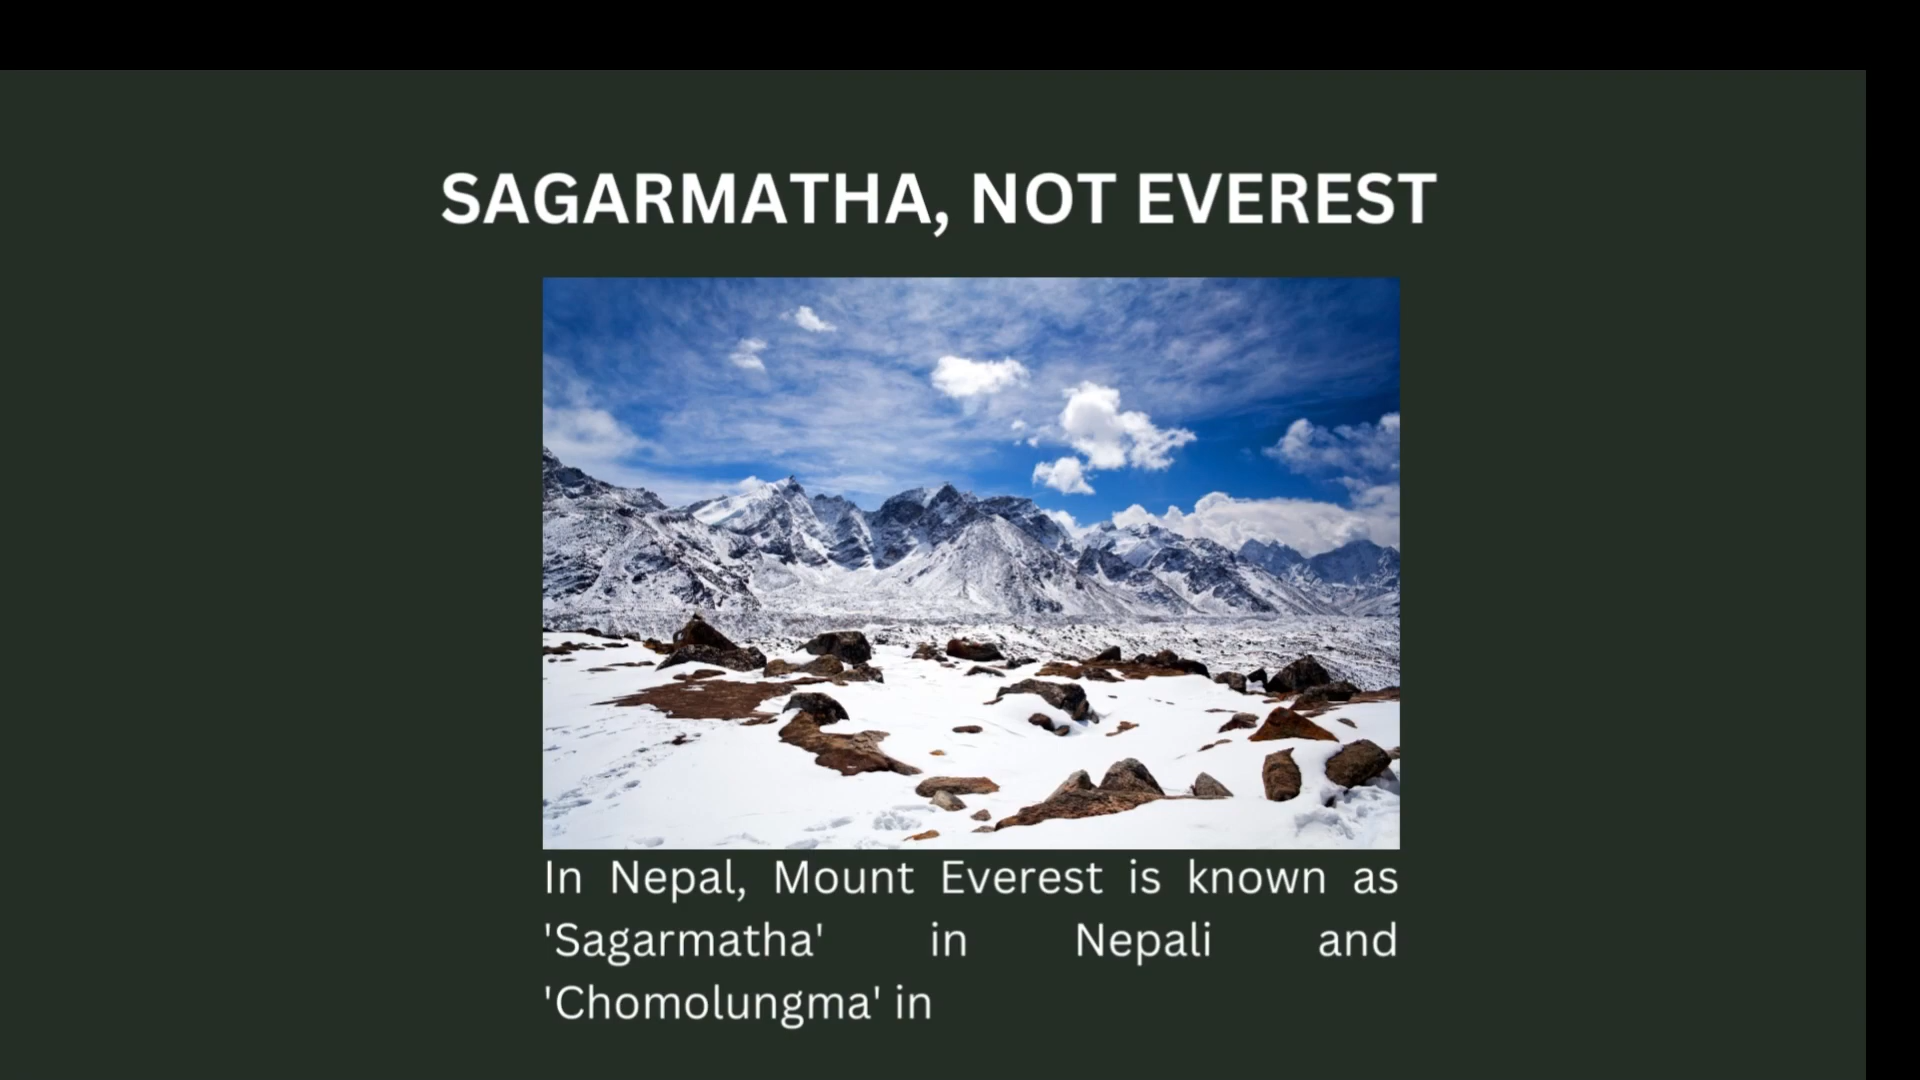 SAGARMATHA, NOT EVEREST
In Nepal, Mount Everest is known as
'Sagarmatha' in Nepali and
'Chomolungma' in